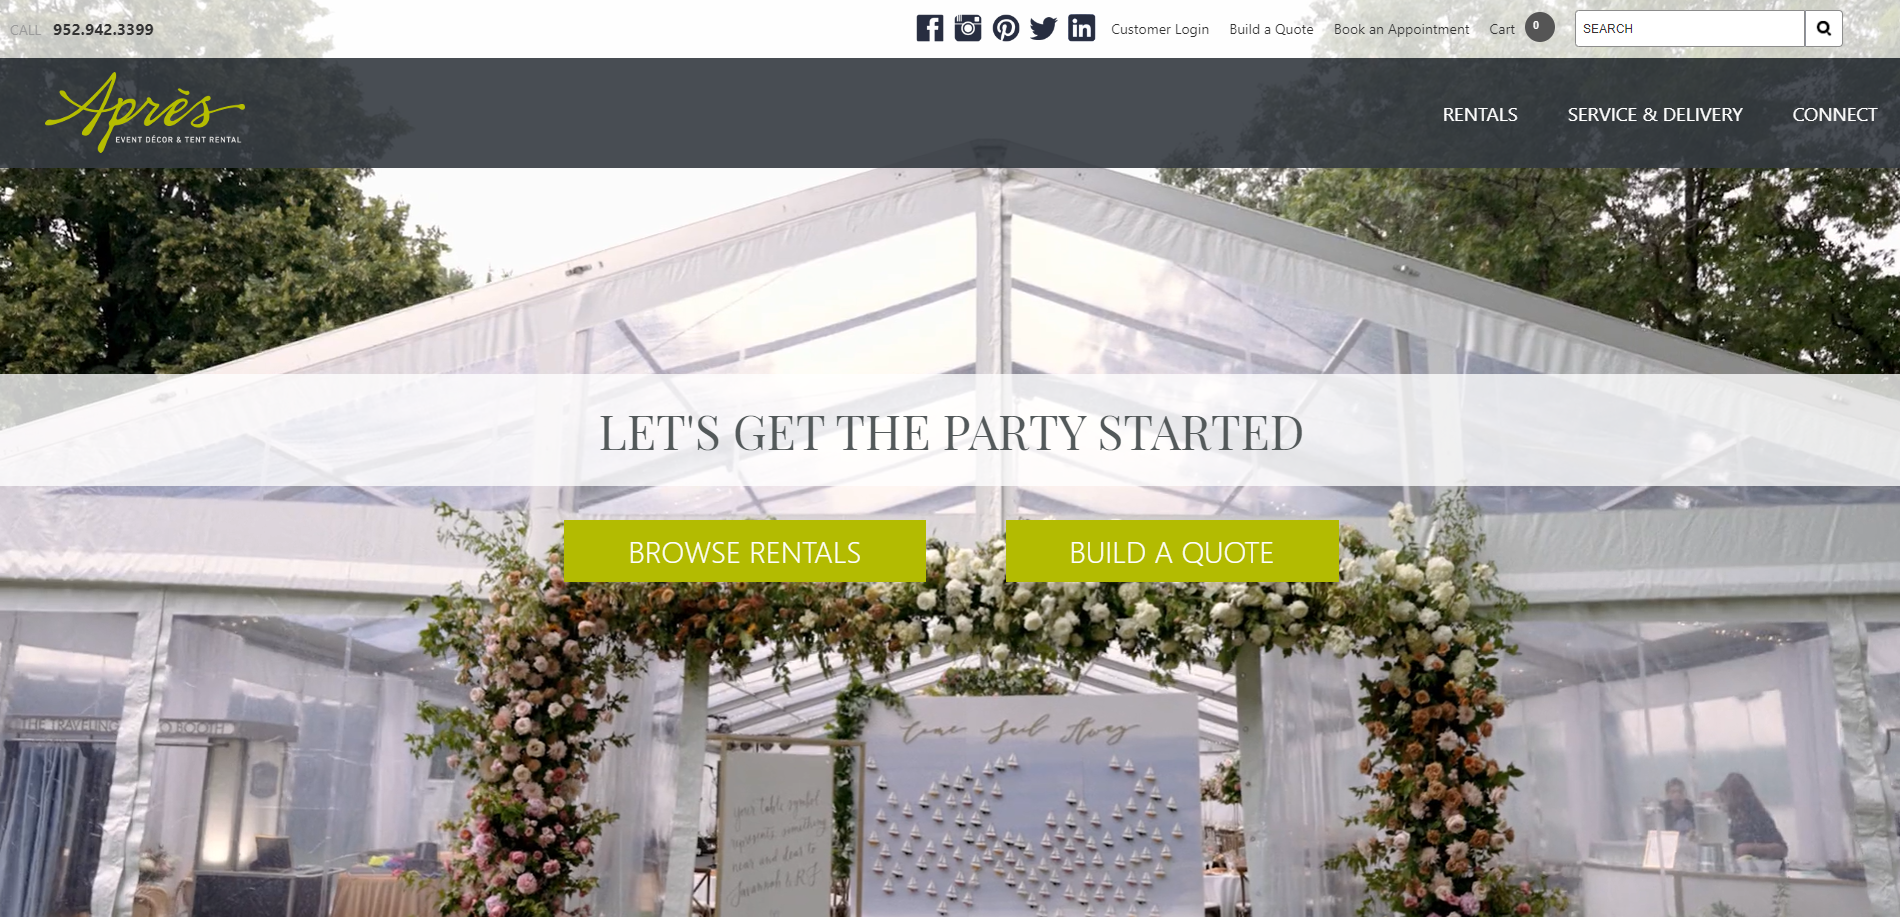 CALL 952.942.3399
Customer Login Build a Quote Book an Appointment Cart 0 SEARCH
Après
EVENT DÉCOR & TENT RENTAL
RENTALS SERVICE & DELIVERY CONNECT
LET'S GET THE PARTY STARTED
BROWSE RENTALS BUILD A QUOTE
THE TRAVELING O BOOTH
Come Sail Away
your table symbol
represents something
near and dear to
Savannah & RJ